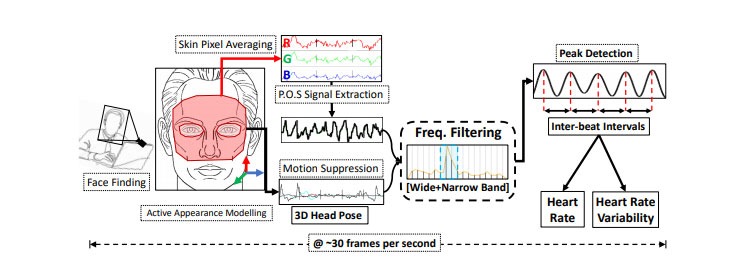 Skin Pixel Averaging
R
G
B
P.O.S Signal Extraction
Face Finding
Active Appearance Modelling
Motion Suppression
3D Head Pose
Freq. Filtering
[Wide+Narrow Band]
Peak Detection
Inter-beat Intervals
Heart
Rate
Heart Rate
Variability
@ ~30 frames per second